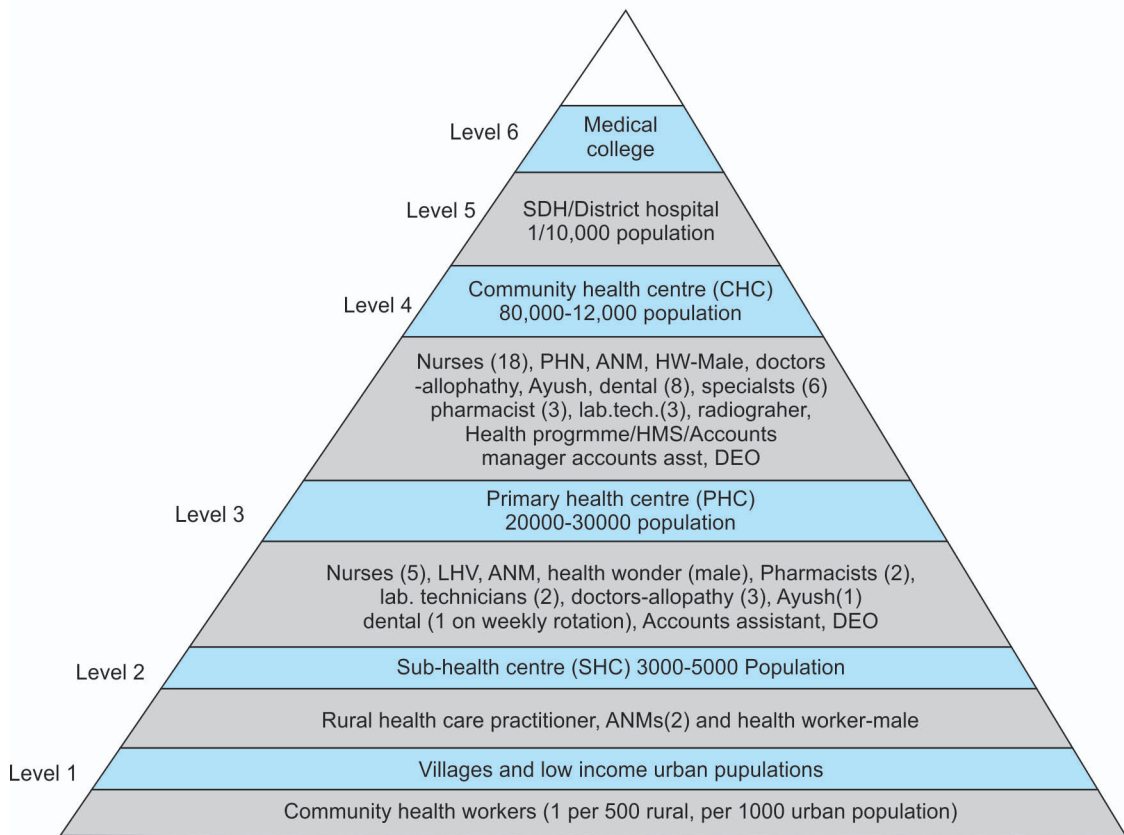 Level 6
Medical
college
Level 5
SDH/District hospital
1/10,000 population
Level 4
Community health centre (CHC)
80,000-12,000 population
Nurses (18), PHN, ANM, HW-Male, doctors
-allophathy, Ayush, dental (8), specialsts (6)
pharmacist (3), lab.tech.(3), radiograher,
Health progrmme/HMS/Accounts
manager accounts asst, DEO
Level 3
Primary health centre (PHC)
20000-30000 population
Nurses (5), LHV, ANM, health wonder (male), Pharmacists (2),
lab. technicians (2), doctors-allopathy (3), Ayush(1)
dental (1 on weekly rotation), Accounts assistant, DEO
Level 2
Sub-health centre (SHC) 3000-5000 Population
Rural health care practitioner, ANMs(2) and health worker-male
Level 1
Villages and low income urban pupulations
Community health workers (1 per 500 rural, per 1000 urban population)